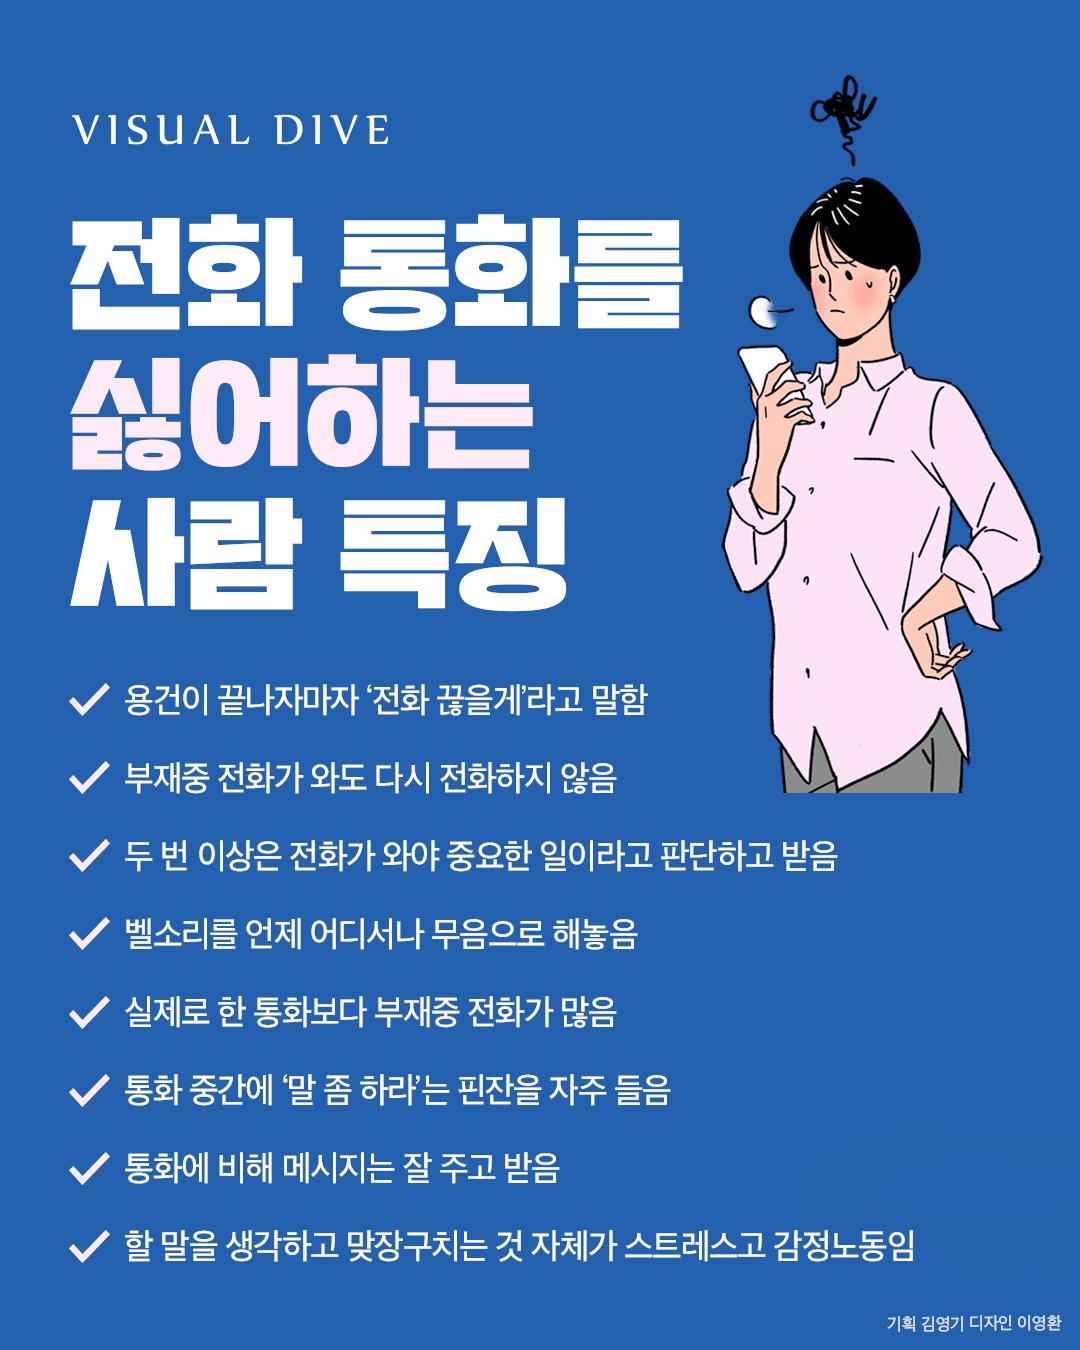 VISUAL DIVE
전화 통화를
싫어하는
사람 특징
용건이 끝나자마자 ‘전화 끊을게’라고 말함
부재중 전화가 와도 다시 전화하지 않음
두 번 이상은 전화가 와야 중요한 일이라고 판단하고 받음
벨소리를 언제 어디서나 무음으로 해놓음
실제로 한 통화보다 부재중 전화가 많음
통화 중간에 ‘말 좀 하라’는 핀잔을 자주 들음
통화에 비해 메시지는 잘 주고 받음
할 말을 생각하고 맞장구치는 것 자체가 스트레스고 감정노동임
기획 김영기 디자인 이영환